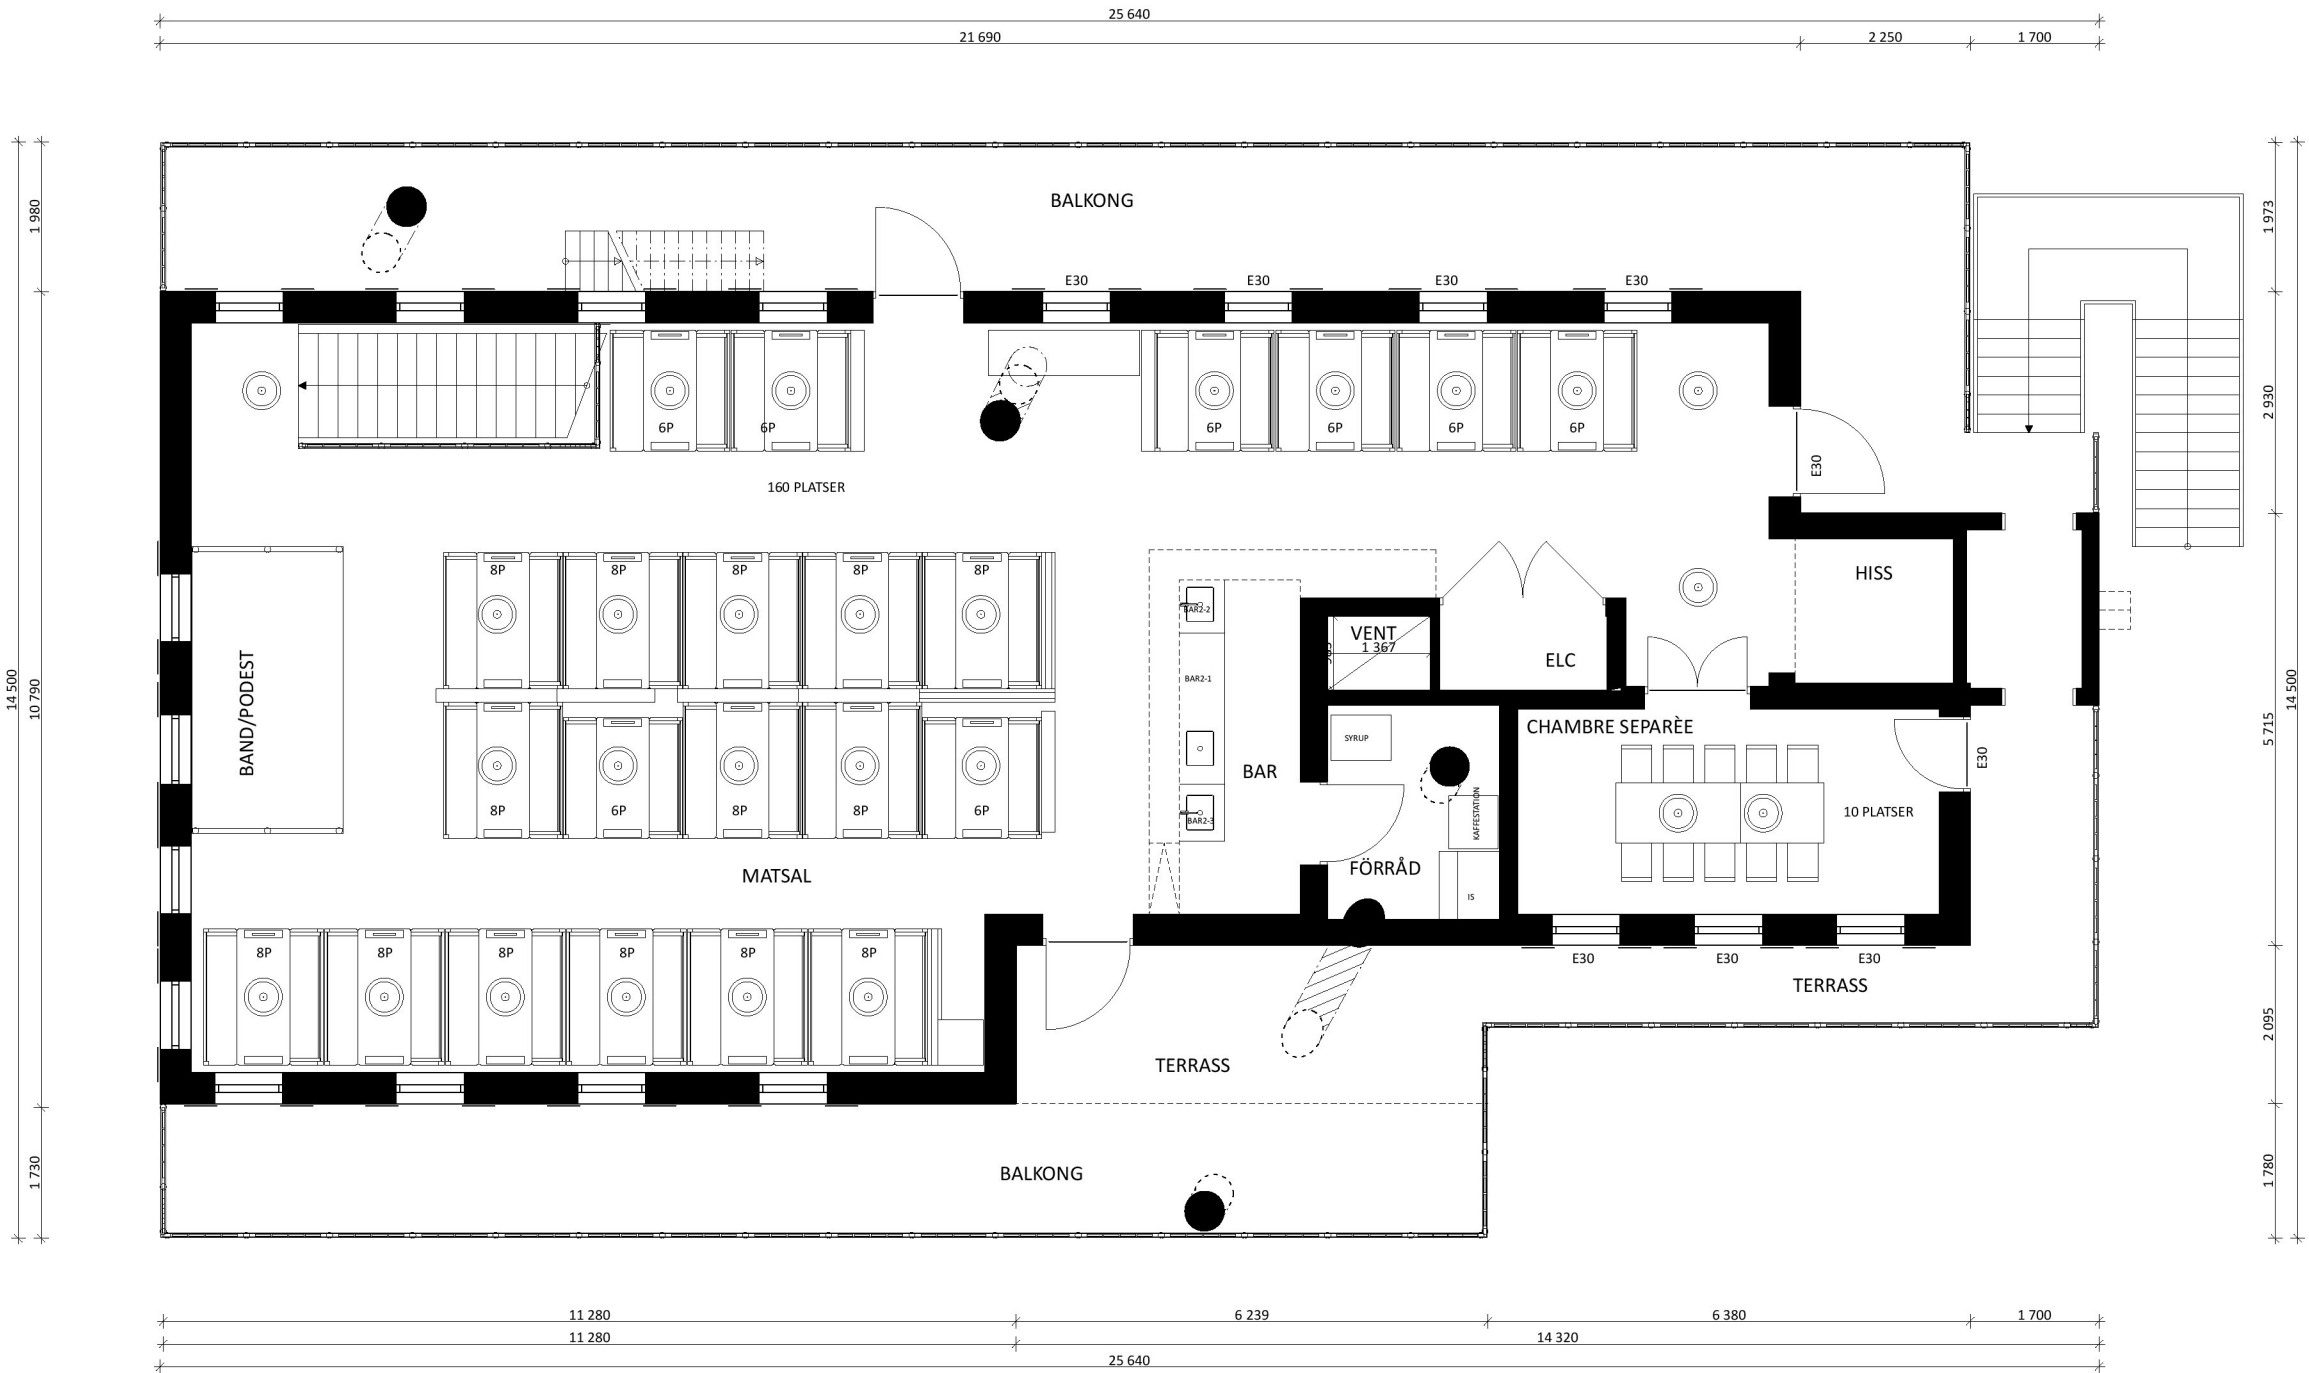 25 640
21 690
2 250
1 700
BALKONG
1 980
1 973
E30
E30
E30
E30
6P
6P
6P
6P
6P
6P
2 930
E30
160 PLATSER
8P
8P
8P
8P
8P
HISS
BAR2-2
VENT
1 367
ELC
BAR2-1
BAND/PODEST
14 500
10 790
14 500
5 715
CHAMBRE SEPARÈE
SYRUP
E30
BAR
8P
6P
8P
8P
6P
BAR2-3
KAFFESTATION
10 PLATSER
MATSAL
FÖRRÅD
IS
8P
8P
8P
8P
8P
8P
E30
E30
E30
TERRASS
2 095
TERRASS
BALKONG
1 730
1 780
11 280
6 239
6 380
1 700
11 280
14 320
25 640